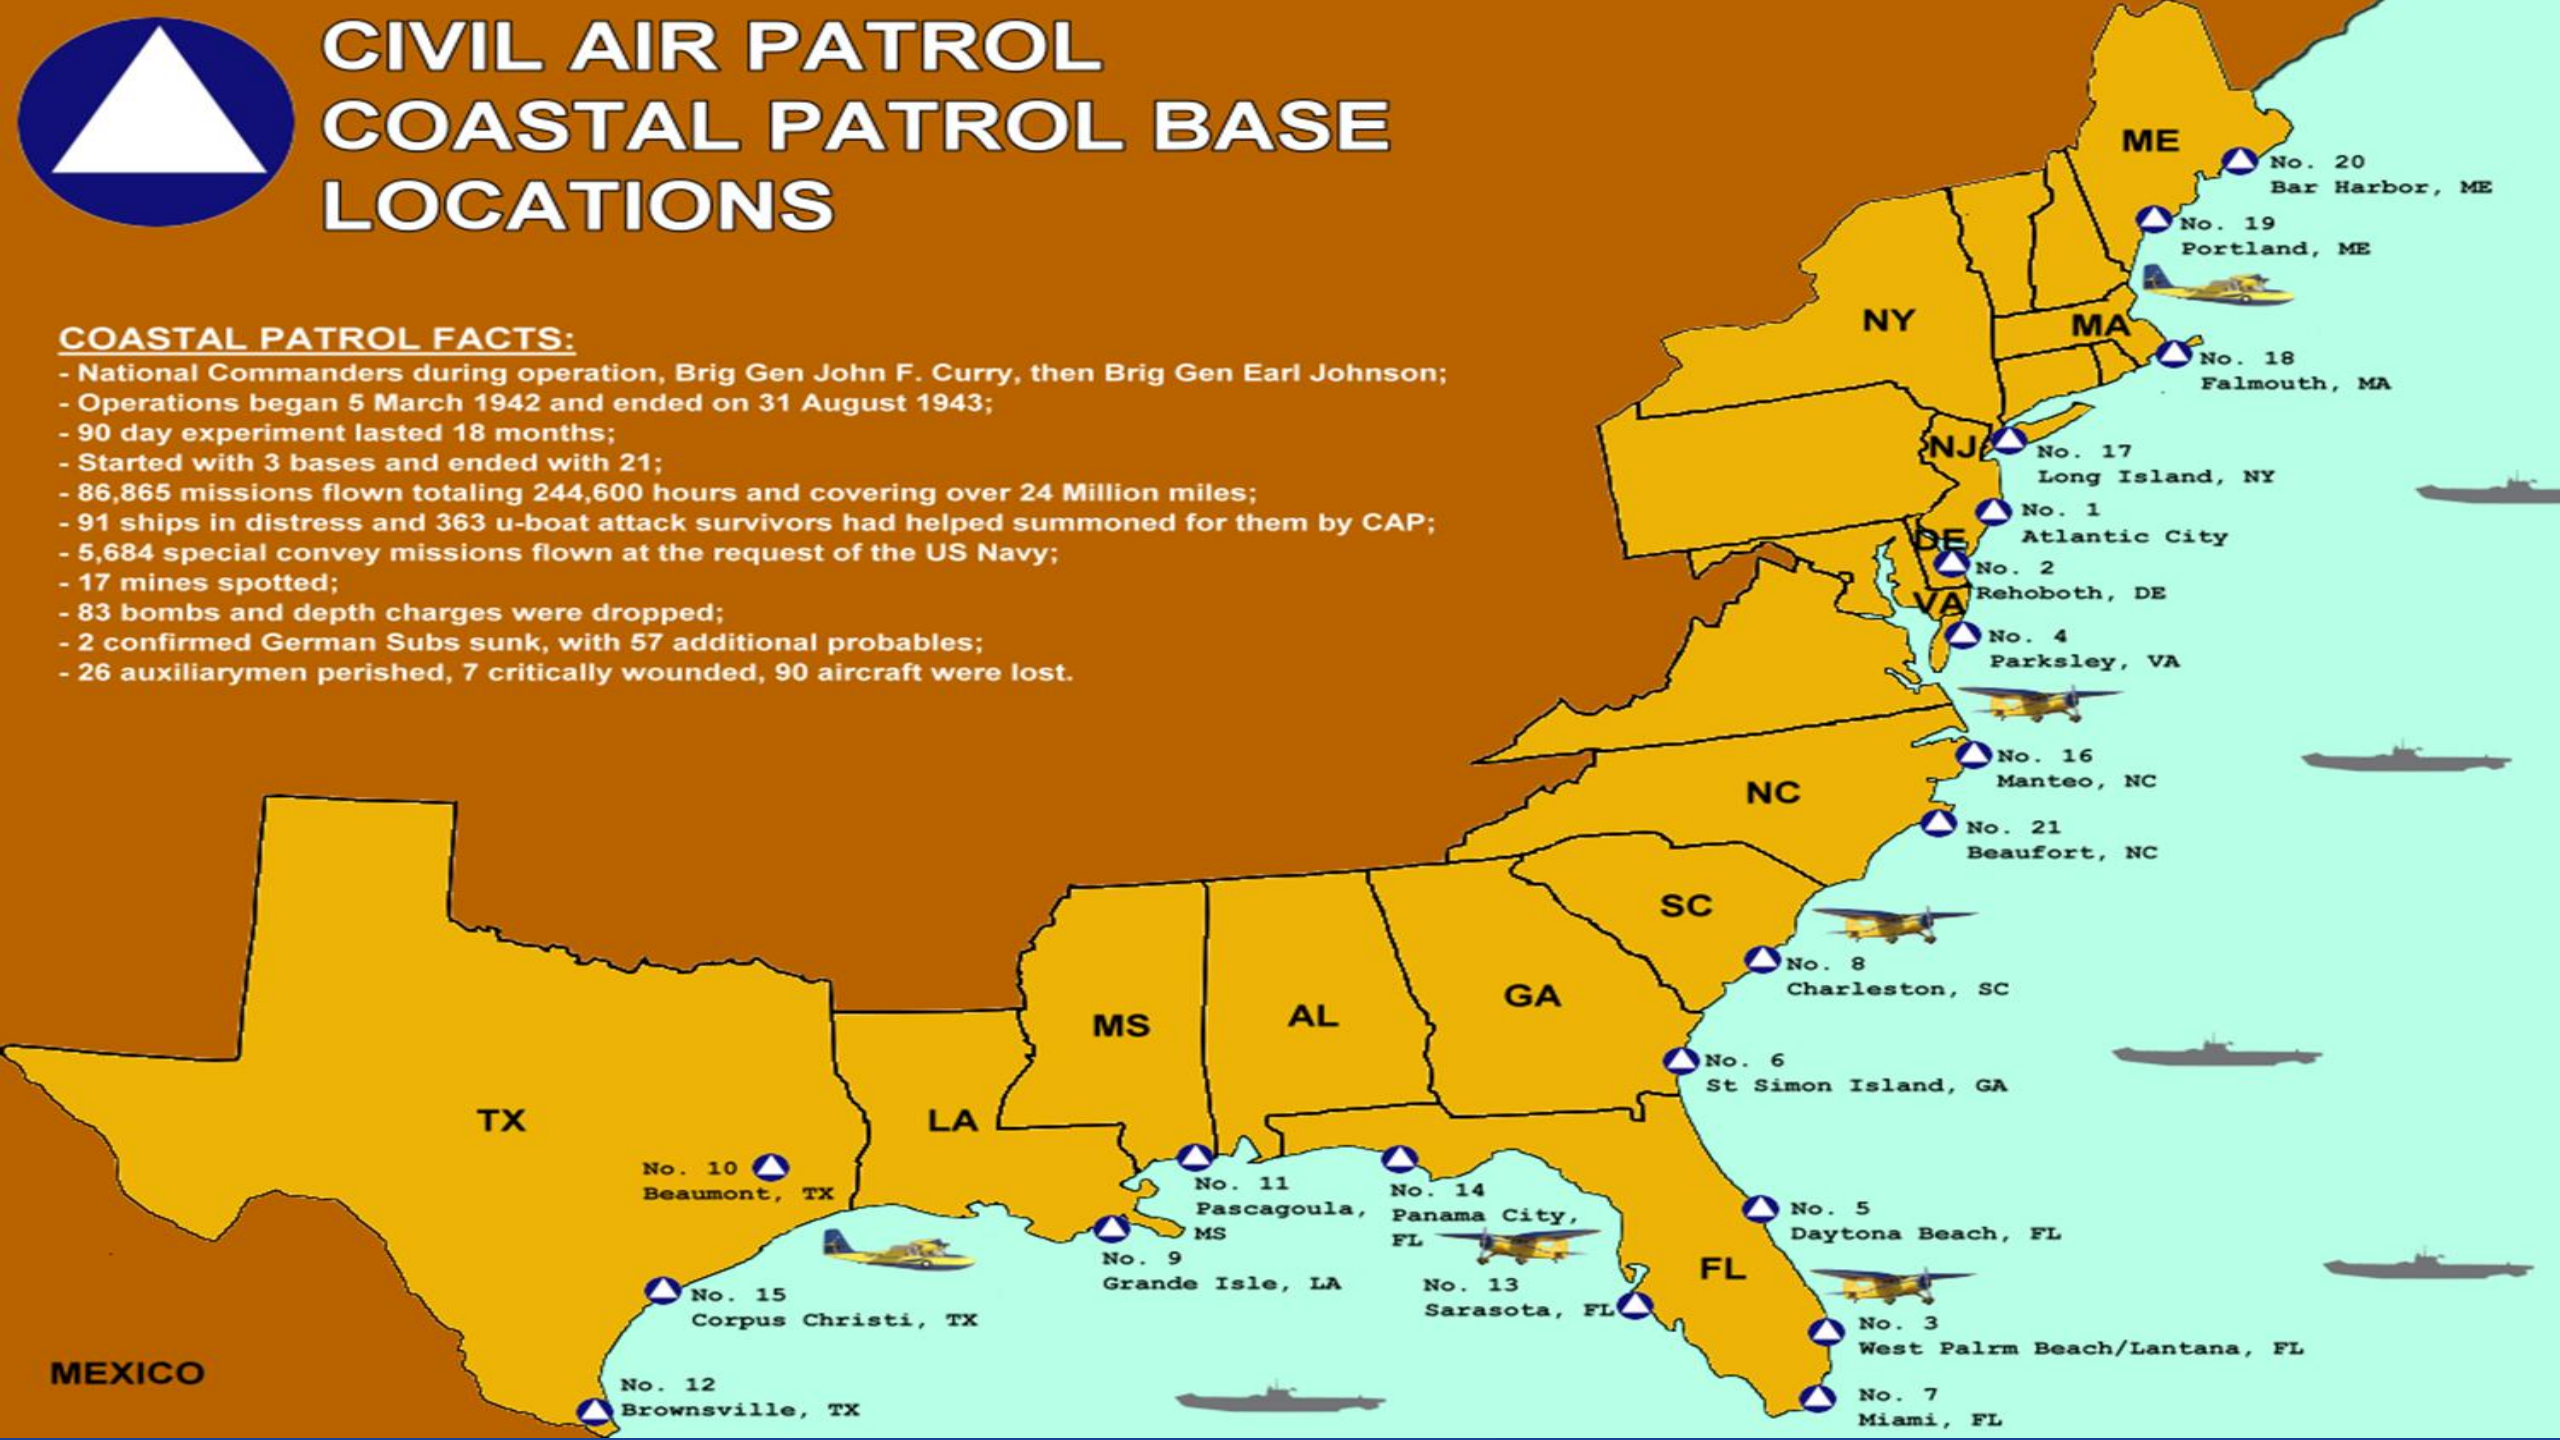 CIVIL AIR PATROL
COASTAL PATROL BASE
LOCATIONS
COASTAL PATROL FACTS:
- National Commanders during operation, Brig Gen John F. Curry, then Brig Gen Earl Johnson;
- Operations began 5 March 1942 and ended on 31 August 1943;
- 90 day experiment lasted 18 months;
- Started with 3 bases and ended with 21;
- 86,865 missions flown totaling 244,600 hours and covering over 24 Million miles;
- 91 ships in distress and 363 u-boat attack survivors had helped summoned for them by CAP;
- 5,684 special convey missions flown at the request of the US Navy;
- 17 mines spotted;
- 83 bombs and depth charges were dropped;
- 2 confirmed German Subs sunk, with 57 additional probables;
- 26 auxiliarymen perished, 7 critically wounded, 90 aircraft were lost.
ME
No. 20
Bar Harbor, ME
No. 19
Portland, ME
NY
MA
No. 18
Falmouth, MA
NJ
No. 17
Long Island, NY
No. 1
Atlantic City
DE
No. 2
Rehoboth, DE
VA
No. 4
Parksley, VA
No. 16
Manteo, NC
NC
No. 21
Beaufort, NC
SC
No. 8
Charleston, SC
GA
No. 6
St Simon Island, GA
MS
AL
TX
LA
No. 10
Beaumont, TX
No. 11
Pascagoula,
MS
No. 14
Panama City,
FL
No. 5
Daytona Beach, FL
No. 9
Grande Isle, LA
FL
No. 13
Sarasota, FL
No. 15
Corpus Christi, TX
No. 3
West Palrm Beach/Lantana, FL
MEXICO
No. 12
Brownsville, TX
No. 7
Miami, FL